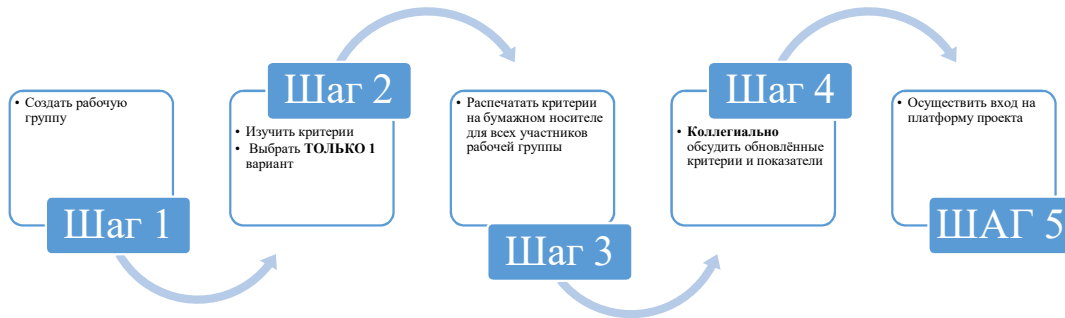 • Создать рабочую
группу
Шаг 1
Шаг 2
• Изучить критерии
• Выбрать ТОЛЬКО 1
вариант
• Распечатать критерии
на бумажном носителе
для всех участников
рабочей группы
Шаг 3
Шаг 4
• Коллегиально
обсудить обновлённые
критерии и показатели
• Осуществить вход на
платформу проекта
ШАГ 5